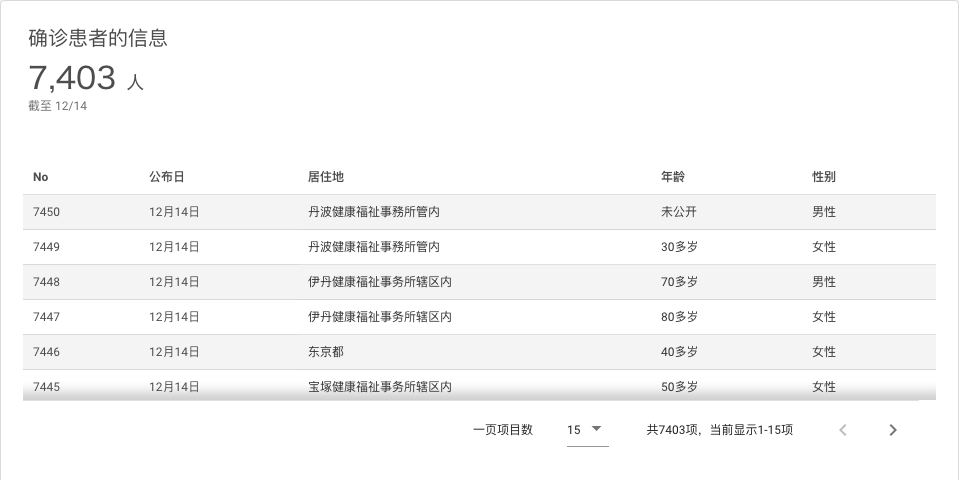 确诊患者的信息
7,403 人
截至 12/14
No 公布日 居住地 年龄 性别
7450 12月14日 丹波健康福祉事務所管内 未公开 男性
7449 12月14日 丹波健康福祉事務所管内 30多岁 女性
7448 12月14日 伊丹健康福祉事务所辖区内 70多岁 男性
7447 12月14日 伊丹健康福祉事务所辖区内 80多岁 女性
7446 12月14日 东京都 40多岁 女性
7445 12月14日 宝塚健康福祉事务所辖区内 50多岁 女性
一页项目数 15 共7403项，当前显示1-15项